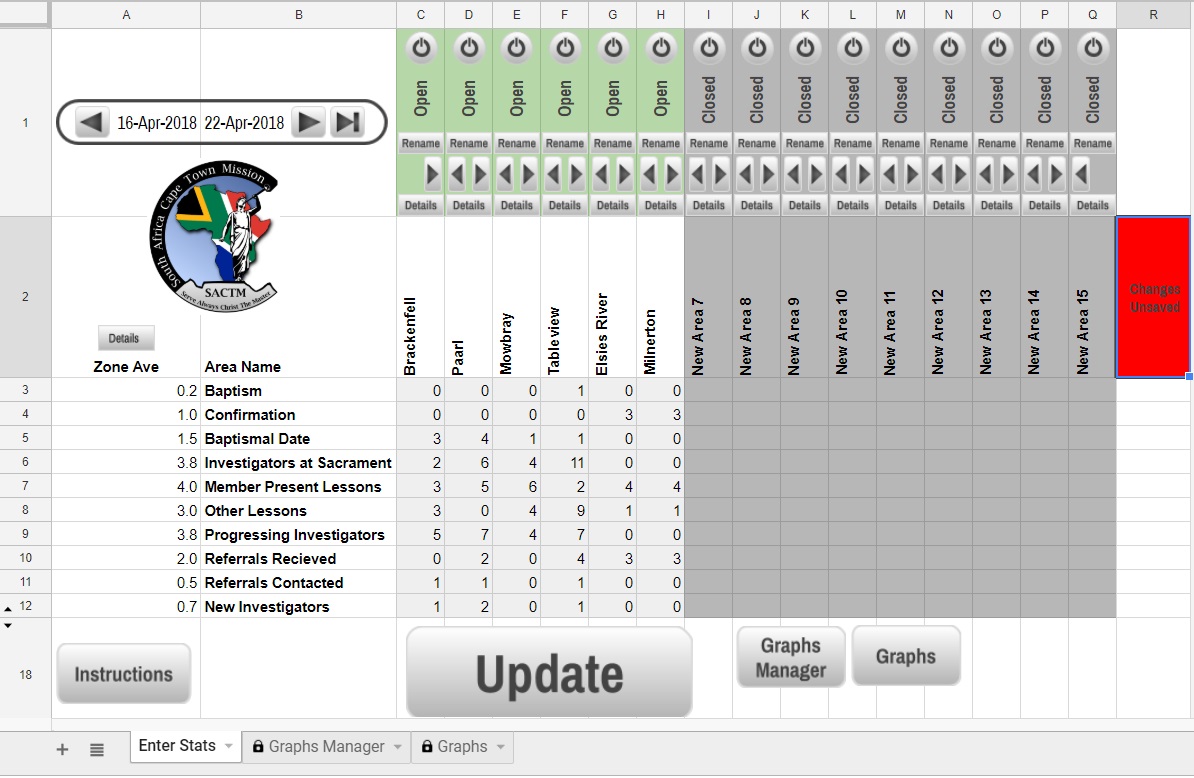 A B C D E F G H I J K L M N O P Q R
1
Open Open Open Open Open Open Closed Closed Closed Closed Closed Closed Closed Closed Closed
16-Apr-2018 22-Apr-2018
Rename Rename Rename Rename Rename Rename Rename Rename Rename Rename Rename Rename Rename Rename Rename
Details Details Details Details Details Details Details Details Details Details Details Details Details Details Details
South Africa Cape Town Mission
SACTM
Serve Always Christ The Master
2
Details
Zone Ave Area Name Brackenfell Paarl Mowbray Tableview Elsies River Milnerton New Area 7 New Area 8 New Area 9 New Area 10 New Area 11 New Area 12 New Area 13 New Area 14 New Area 15
Changes
Unsaved
3 0.2 Baptism 0 0 0 1 0 0
4 1.0 Confirmation 0 0 0 0 3 3
5 1.5 Baptismal Date 3 4 1 1 0 0
6 3.8 Investigators at Sacrament 2 6 4 11 0 0
7 4.0 Member Present Lessons 3 5 6 2 4 4
8 3.0 Other Lessons 3 0 4 9 1 1
9 3.8 Progressing Investigators 5 7 4 7 0 0
10 2.0 Referrals Recieved 0 2 0 4 3 3
11 0.5 Referrals Contacted 1 1 0 1 0 0
12 0.7 New Investigators 1 2 0 1 0 0
18 Instructions Update
Graphs
Manager
Graphs
Enter Stats Graphs Manager Graphs